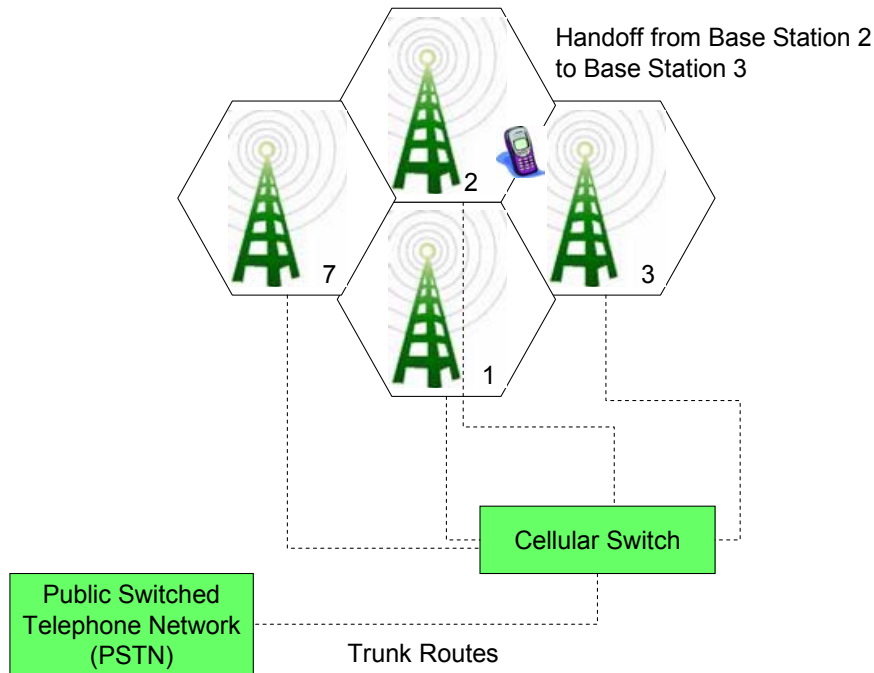 Handoff from Base Station 2
to Base Station 3
2
7
3
1
Cellular Switch
Public Switched
Telephone Network
(PSTN)
Trunk Routes